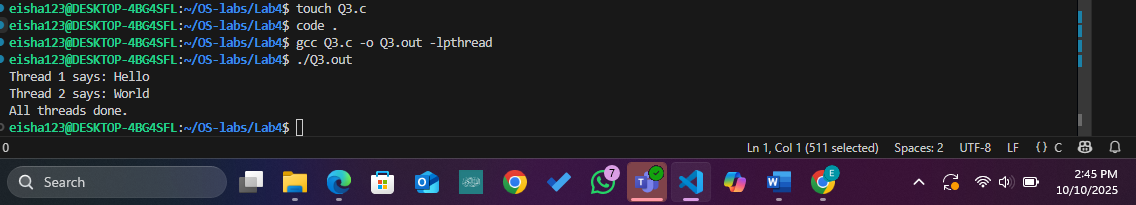 eisha123@DESKTOP-4BG4SFL:~/OS-labs/Lab4$ touch Q3.c
eisha123@DESKTOP-4BG4SFL:~/OS-labs/Lab4$ code .
eisha123@DESKTOP-4BG4SFL:~/OS-labs/Lab4$ gcc Q3.c -o Q3.out -lpthread
eisha123@DESKTOP-4BG4SFL:~/OS-labs/Lab4$ ./Q3.out
Thread 1 says: Hello
Thread 2 says: World
All threads done.
eisha123@DESKTOP-4BG4SFL:~/OS-labs/Lab4$
0 Ln 1, Col 1 (511 selected) Spaces: 2 UTF-8 LF {} C
Search 7 E 2:45 PM
10/10/2025